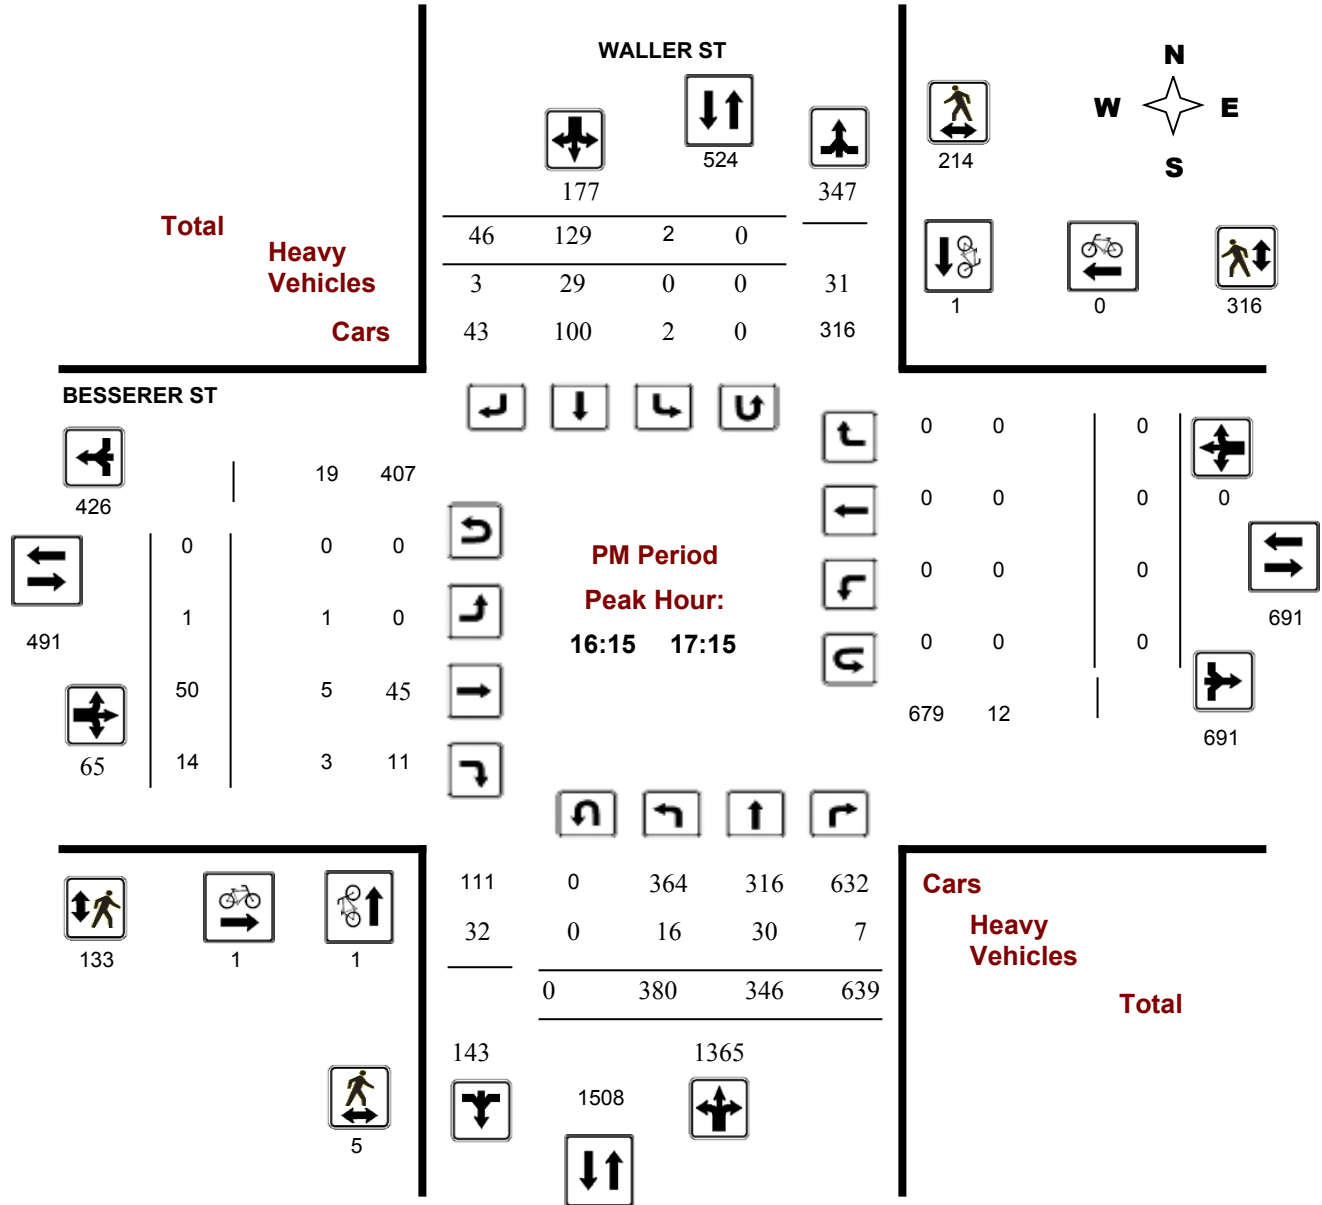 WALLER ST
N
W E
S
524
214
177 347
Total
46 129 2 0
Heavy
Vehicles
3 29 0 0 31
1 0 316
Cars
43 100 2 0 316
BESSERER ST
0 0 0
19 407
426
0 0 0 0
0 0 0
PM Period
0 0 0
Peak Hour:
1 1 0
491
16:15 17:15
0 0 0
691
50 5 45
679 12
691
65 14 3 11
111 0 364 316 632
Cars
32 0 16 30 7
Heavy
Vehicles
133 1 1
0 380 346 639
Total
143 1365
1508
5